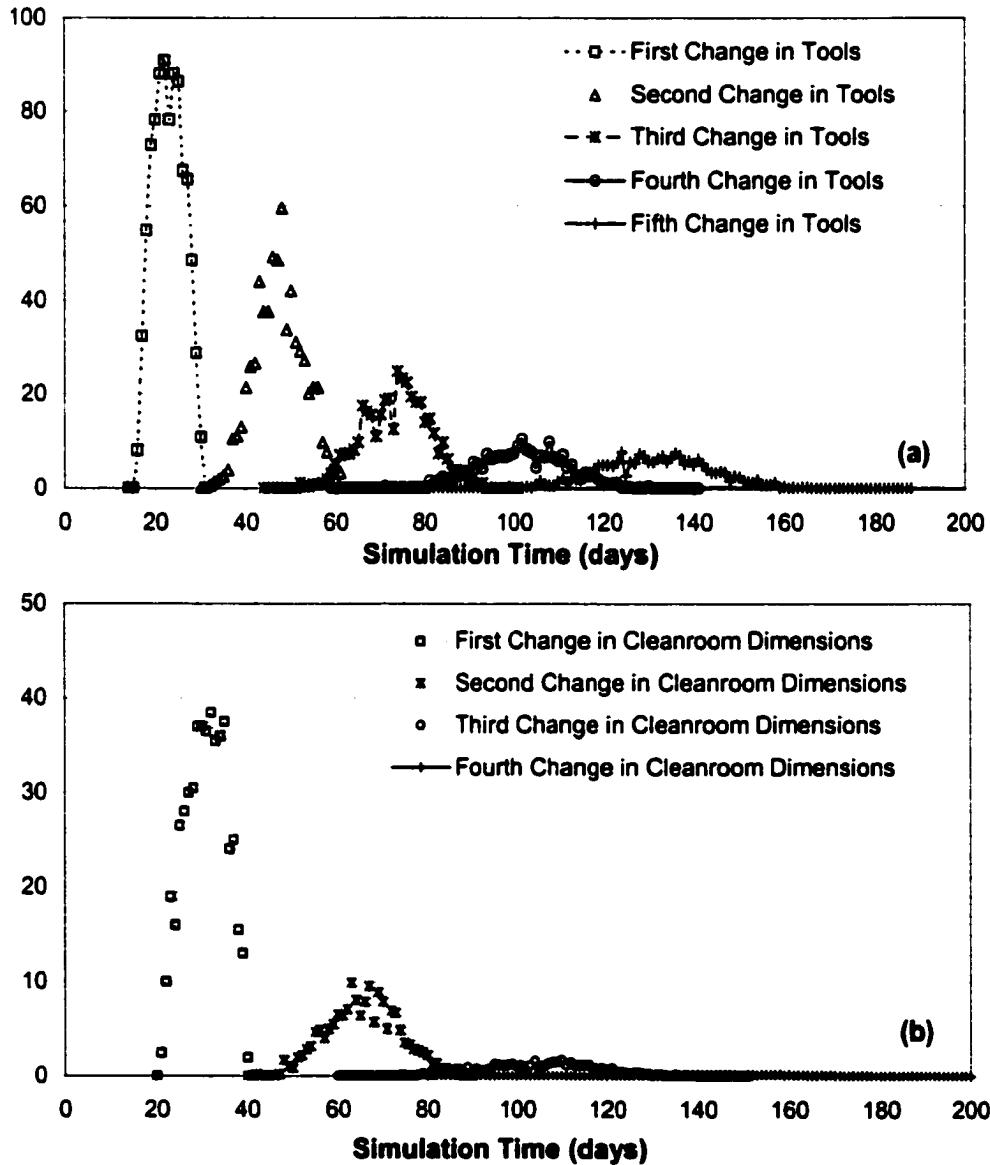 100
80
60
40
20
0
First Change in Tools
Second Change in Tools
Third Change in Tools
Fourth Change in Tools
Fifth Change in Tools
(a)
0 20 40 60 80 100 120 140 160 180 200
Simulation Time (days)
50
40
30
20
10
0
First Change in Cleanroom Dimensions
Second Change in Cleanroom Dimensions
Third Change in Cleanroom Dimensions
Fourth Change in Cleanroom Dimensions
(b)
0 20 40 60 80 100 120 140 160 180 200
Simulation Time (days)